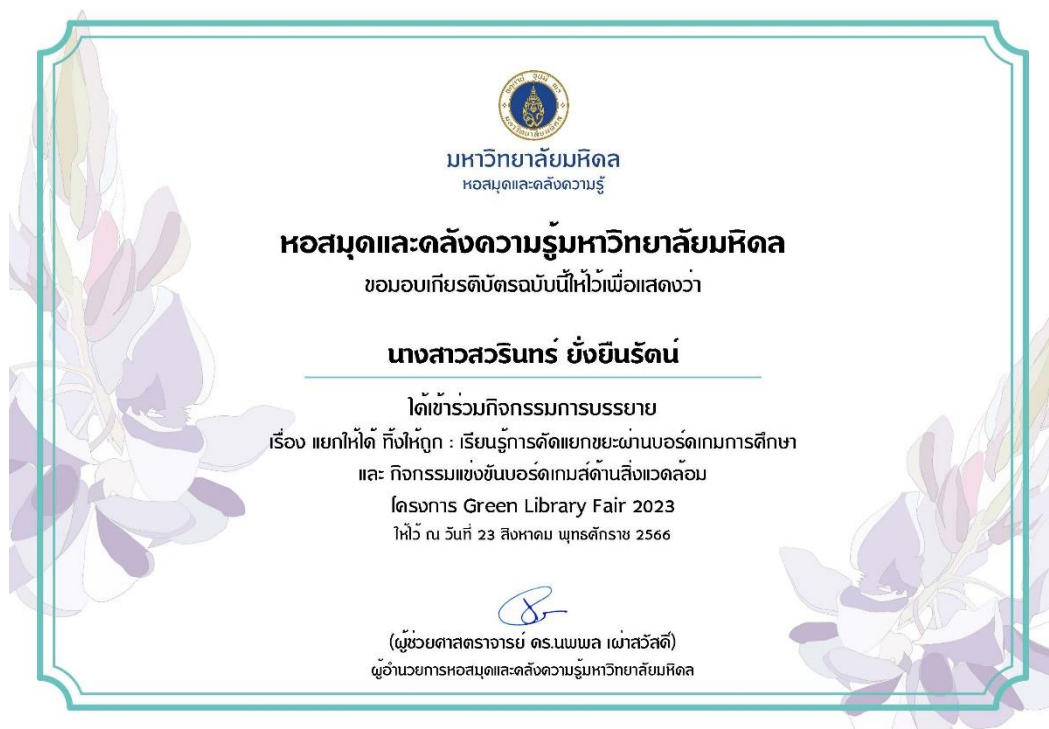 มหาวิทยาลัยมหิดล
หอสมุดและคลังความรู้
หอสมุดและคลังความรู้มหาวิทยาลัยมหิดล
ขอมอบเกียรติบัตรฉบับนี้ให้ไว้เพื่อแสดงว่า
นางสาวสวรินทร์ ยั่งยืนรัตน์
ได้เข้าร่วมกิจกรรมการบรรยาย
เรื่อง แยกให้ได้ ทิ้งให้ถูก : เรียนรู้การคัดแยกขยะผ่านบอร์ดเกมการศึกษา
และ กิจกรรมแข่งขันบอร์ดเกมส์ด้านสิ่งแวดล้อม
โครงการ Green Library Fair 2023
ให้ไว้ ณ วันที่ 23 สิงหาคม พุทธศักราช 2566
(ผู้ช่วยศาสตราจารย์ ดร.นพพล เผ่าสวัสดิ์)
ผู้อำนวยการหอสมุดและคลังความรู้มหาวิทยาลัยมหิดล